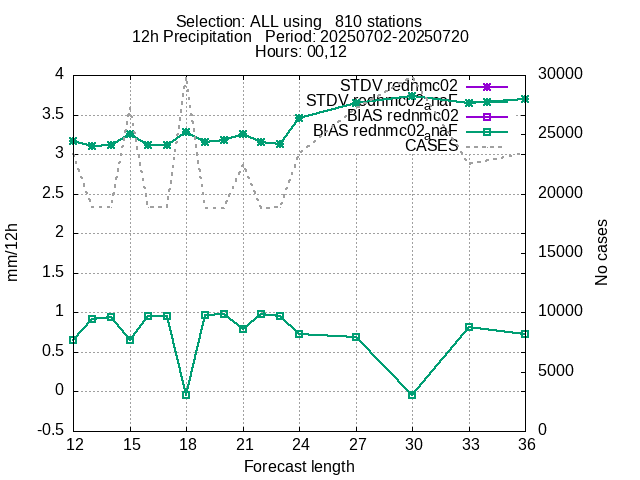 Selection: ALL using 810 stations
12h Precipitation Period: 20250702-20250720
Hours: 00,12
STDV rednmc02
STDV rednmc02_naF
BIAS rednmc02
BIAS rednmc02_naF
CASES
4
3.5
3
2.5
2
1.5
1
0.5
0
-0.5
mm/12h
30000
25000
20000
15000
10000
5000
0
No cases
12 15 18 21 24 27 30 33 36
Forecast length